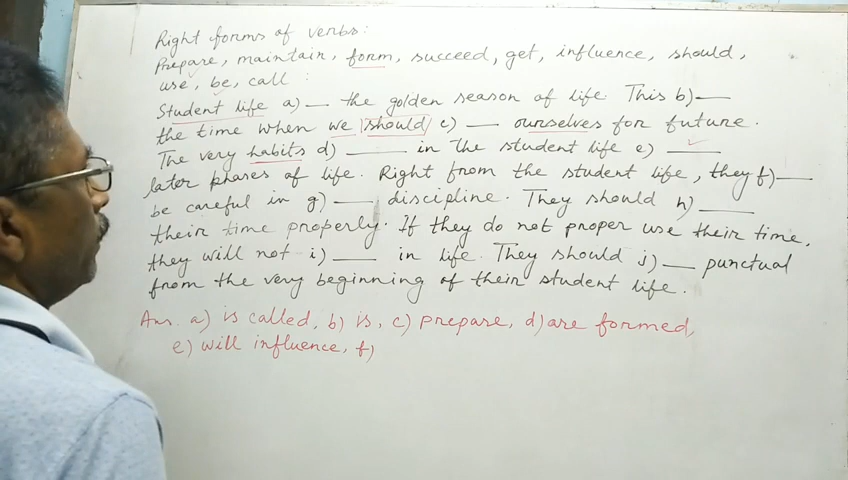 Right forms of verbs:
Prepare, maintain, form, succeed, get, influence, should,
use, be, call :
Student life a) — the golden season of life. This b) —
the time when we should c) — ourselves for future.
The very habits d) — in the student life e) —
later phases of life. Right from the student life, they f) —
be careful in g) — discipline. They should h) —
their time properly. If they do not proper use their time,
they will not i) — in life. They should j) — punctual
from the very beginning of their student life.
Ans. a) is called, b) is, c) prepare, d) are formed,
e) will influence, f)